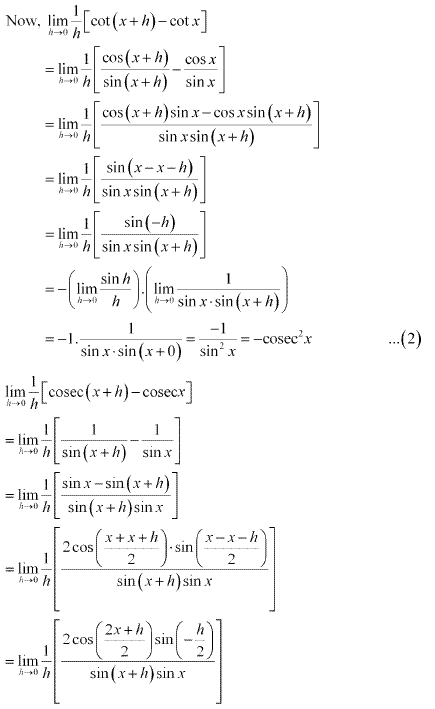 Now, lim_{h→0} 1/h [cot(x+h)−cot x]
= lim_{h→0} 1/h [cos(x+h)/sin(x+h) − cos x/sin x]
= lim_{h→0} 1/h [(cos(x+h)sin x−cos x sin(x+h))/(sin x sin(x+h))]
= lim_{h→0} 1/h [sin(x−x−h)/(sin x sin(x+h))]
= lim_{h→0} 1/h [sin(−h)/(sin x sin(x+h))]
= −(lim_{h→0} sin h/h).(lim_{h→0} 1/(sin x·sin(x+h)))
= −1. 1/(sin x·sin(x+0)) = −1/sin² x = −cosec²x ...(2)
lim_{h→0} 1/h [cosec(x+h)−cosecx]
= lim_{h→0} 1/h [1/sin(x+h) − 1/sin x]
= lim_{h→0} 1/h [(sin x−sin(x+h))/(sin(x+h)sin x)]
= lim_{h→0} 1/h [(2cos((x+x+h)/2)·sin((x−x−h)/2))/(sin(x+h)sin x)]
= lim_{h→0} 1/h [(2cos((2x+h)/2)sin(−h/2))/(sin(x+h)sin x)]